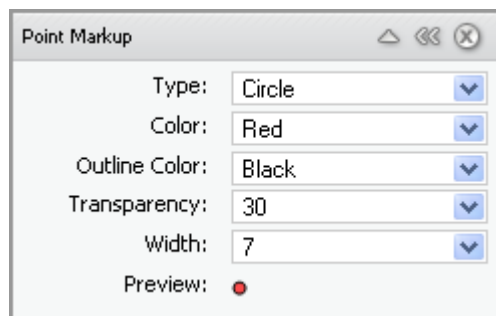 Point Markup
Type: Circle
Color: Red
Outline Color: Black
Transparency: 30
Width: 7
Preview: